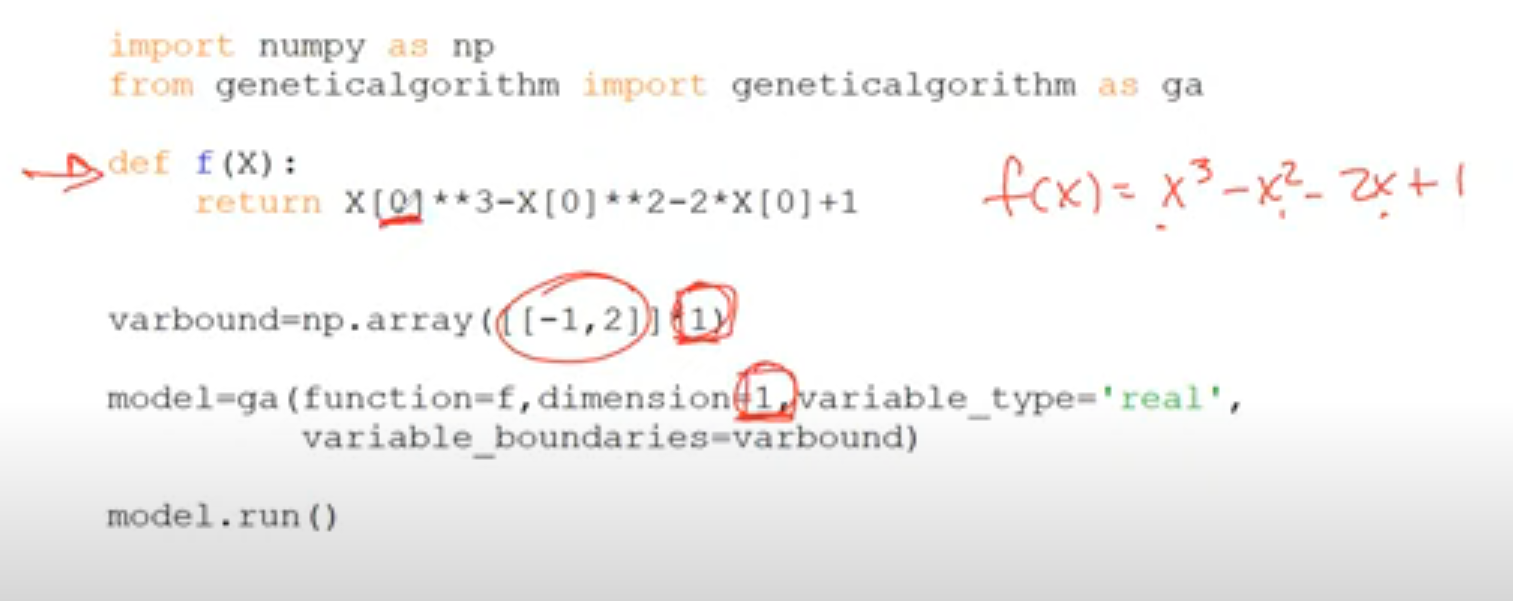 import numpy as np
from geneticalgorithm import geneticalgorithm as ga
def f(X):
return X[0]**3-X[0]**2-2*X[0]+1
f(x) = x³ - x² - 2x + 1
varbound=np.array([[-1,2]]*1)
model=ga(function=f,dimension=1,variable_type='real',
variable_boundaries=varbound)
model.run()